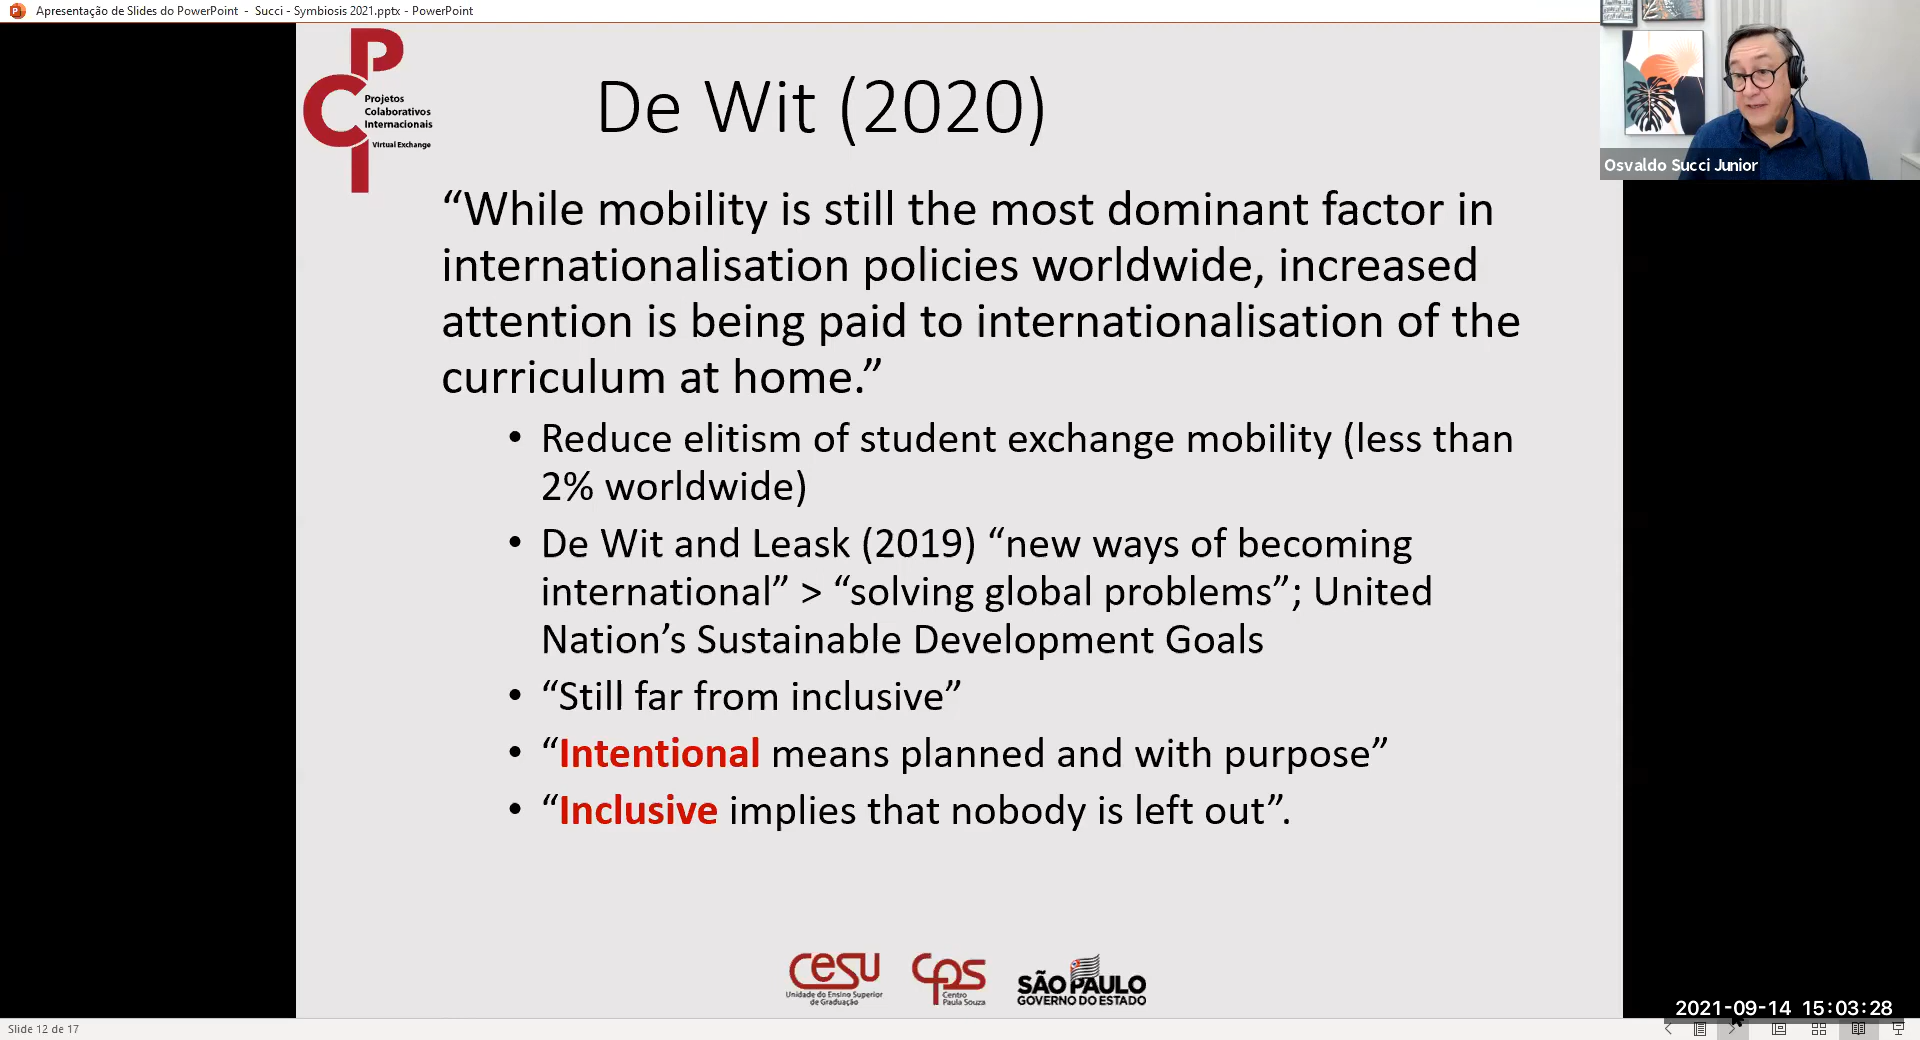 Apresentação de Slides do PowerPoint - Succi - Symbiosis 2021.pptx - PowerPoint
PCI
Projetos
Colaborativos
Internacionais
Virtual Exchange
De Wit (2020)
Osvaldo Succi Junior
“While mobility is still the most dominant factor in
internationalisation policies worldwide, increased
attention is being paid to internationalisation of the
curriculum at home.”
• Reduce elitism of student exchange mobility (less than
2% worldwide)
• De Wit and Leask (2019) “new ways of becoming
international” > “solving global problems”; United
Nation’s Sustainable Development Goals
• “Still far from inclusive”
• “Intentional means planned and with purpose”
• “Inclusive implies that nobody is left out”.
cesu
Unidade do Ensino Superior
de Graduação
cps
Centro
Paula Souza
SÃO PAULO
GOVERNO DO ESTADO
2021-09-14 15:03:28
Slide 12 de 17